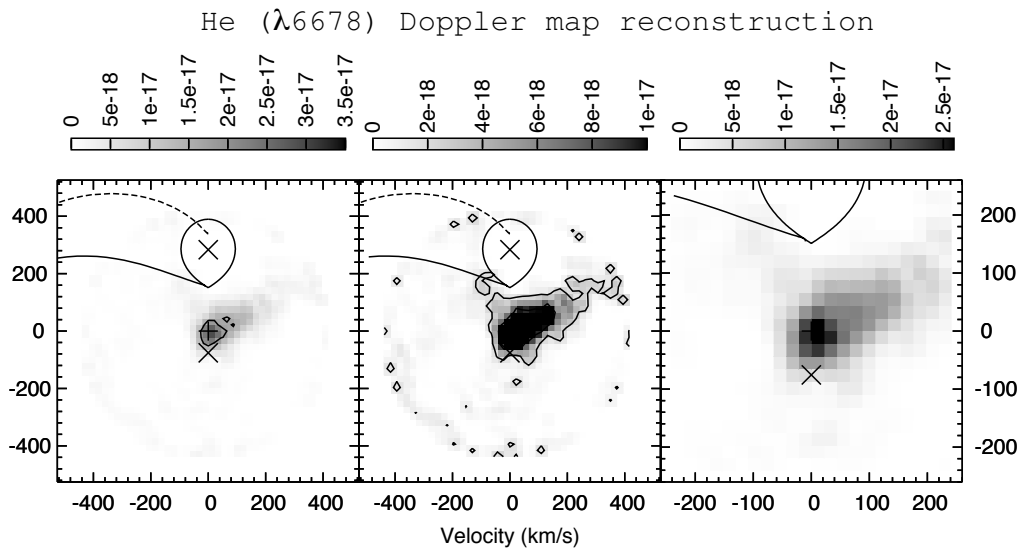 He (λ6678) Doppler map reconstruction
0 5e-18 1e-17 1.5e-17 2e-17 2.5e-17 3e-17 3.5e-17
0 2e-18 4e-18 6e-18 8e-18 1e-17
0 5e-18 1e-17 1.5e-17 2e-17 2.5e-17
400
200
0
-200
-400
200
100
0
-100
-200
-400 -200 0 200 400
-400 -200 0 200 400
-200 -100 0 100 200
Velocity (km/s)